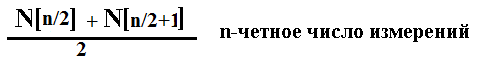 N[n/2] + N[n/2+1]
2
n-четное число измерений